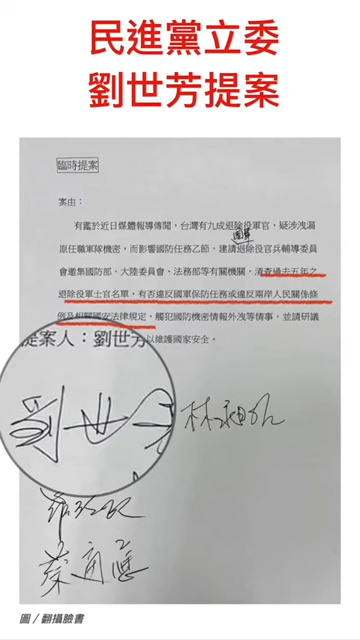 民進黨立委
劉世芳提案
臨時提案
案由：
有鑑於近日媒體報導傳聞，台灣有九成退除役軍官，疑涉洩漏
原任職軍隊機密，而影響國防任務乙節。建請退除役官兵輔導委員
會邀集國防部、大陸委員會、法務部等有關機關，清查過去五年之
退除役軍士官名單，有否違反國軍保防任務或違反兩岸人民關係條
例及相關國安法律規定，觸犯國防機密情報外洩等情事，並請研議
以維護國家安全。
提案人：劉世芳
劉世芳
蔡適應
圖／翻攝臉書